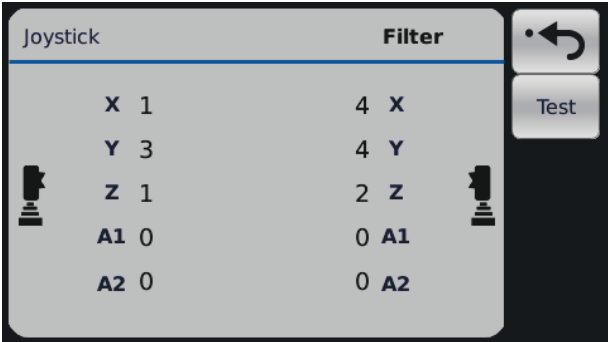 Joystick Filter
Test
X 1 4 X
Y 3 4 Y
Z 1 2 Z
A1 0 0 A1
A2 0 0 A2